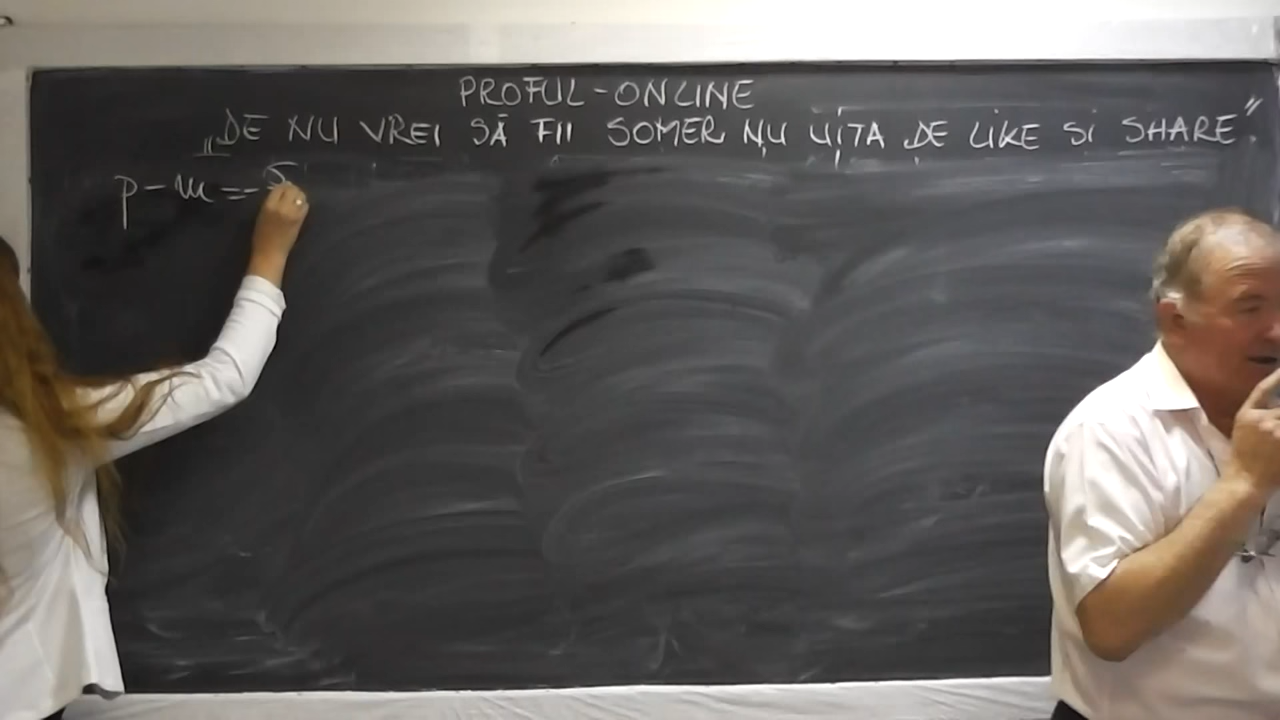 PROFUL-ONLINE
„DE NU VREI SĂ FII SOMER NU UITA DE LIKE SI SHARE”.
p - m = - 5